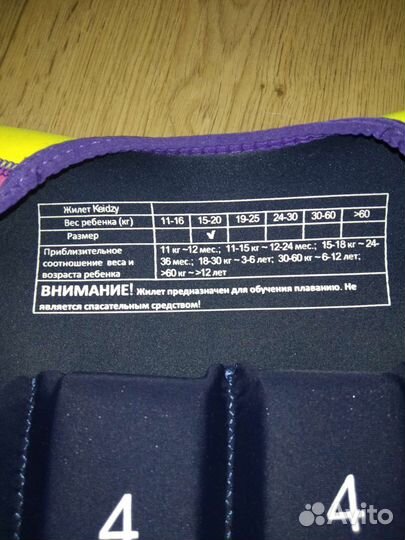 Жилет Keidzy
Вес ребенка (кг) 11-16 15-20 19-25 24-30 30-60 >60
Размер √
Приблизительное соотношение веса и возраста ребенка
11 кг ~12 мес.; 11-15 кг ~ 12-24 мес.; 15-18 кг ~ 24-
36 мес.; 18-30 кг ~ 3-6 лет; 30-60 кг ~ 6-12 лет;
>60 кг ~ >12 лет
ВНИМАНИЕ! Жилет предназначен для обучения плаванию. Не
является спасательным средством!
4
4
Avito